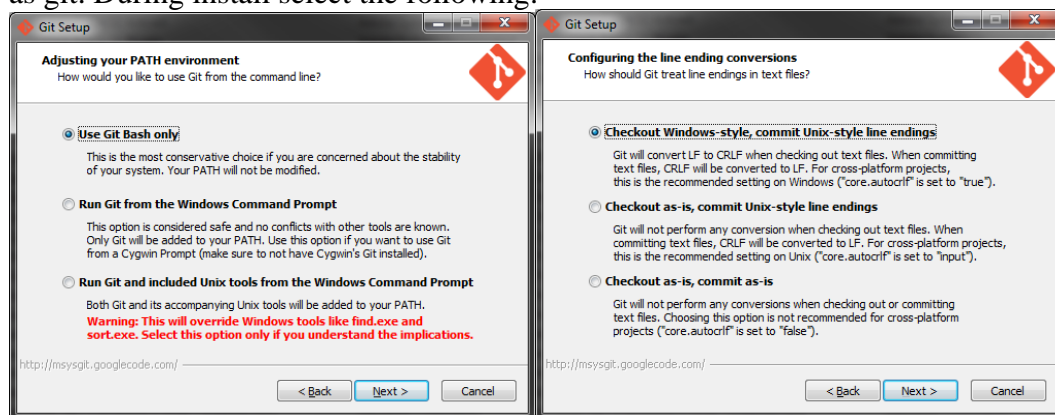 as git. During install select the following:
Git Setup
Adjusting your PATH environment
How would you like to use Git from the command line?
Use Git Bash only
This is the most conservative choice if you are concerned about the stability
of your system. Your PATH will not be modified.
Run Git from the Windows Command Prompt
This option is considered safe and no conflicts with other tools are known.
Only Git will be added to your PATH. Use this option if you want to use Git
from a Cygwin Prompt (make sure to not have Cygwin's Git installed).
Run Git and included Unix tools from the Windows Command Prompt
Both Git and its accompanying Unix tools will be added to your PATH.
Warning: This will override Windows tools like find.exe and
sort.exe. Select this option only if you understand the implications.
http://msysgit.googlecode.com/
< Back
Next >
Cancel
Git Setup
Configuring the line ending conversions
How should Git treat line endings in text files?
Checkout Windows-style, commit Unix-style line endings
Git will convert LF to CRLF when checking out text files. When committing
text files, CRLF will be converted to LF. For cross-platform projects,
this is the recommended setting on Windows ("core.autocrlf" is set to "true").
Checkout as-is, commit Unix-style line endings
Git will not perform any conversion when checking out text files. When
committing text files, CRLF will be converted to LF. For cross-platform projects,
this is the recommended setting on Unix ("core.autocrlf" is set to "input").
Checkout as-is, commit as-is
Git will not perform any conversions when checking out or committing
text files. Choosing this option is not recommended for cross-platform
projects ("core.autocrlf" is set to "false").
http://msysgit.googlecode.com/
< Back
Next >
Cancel